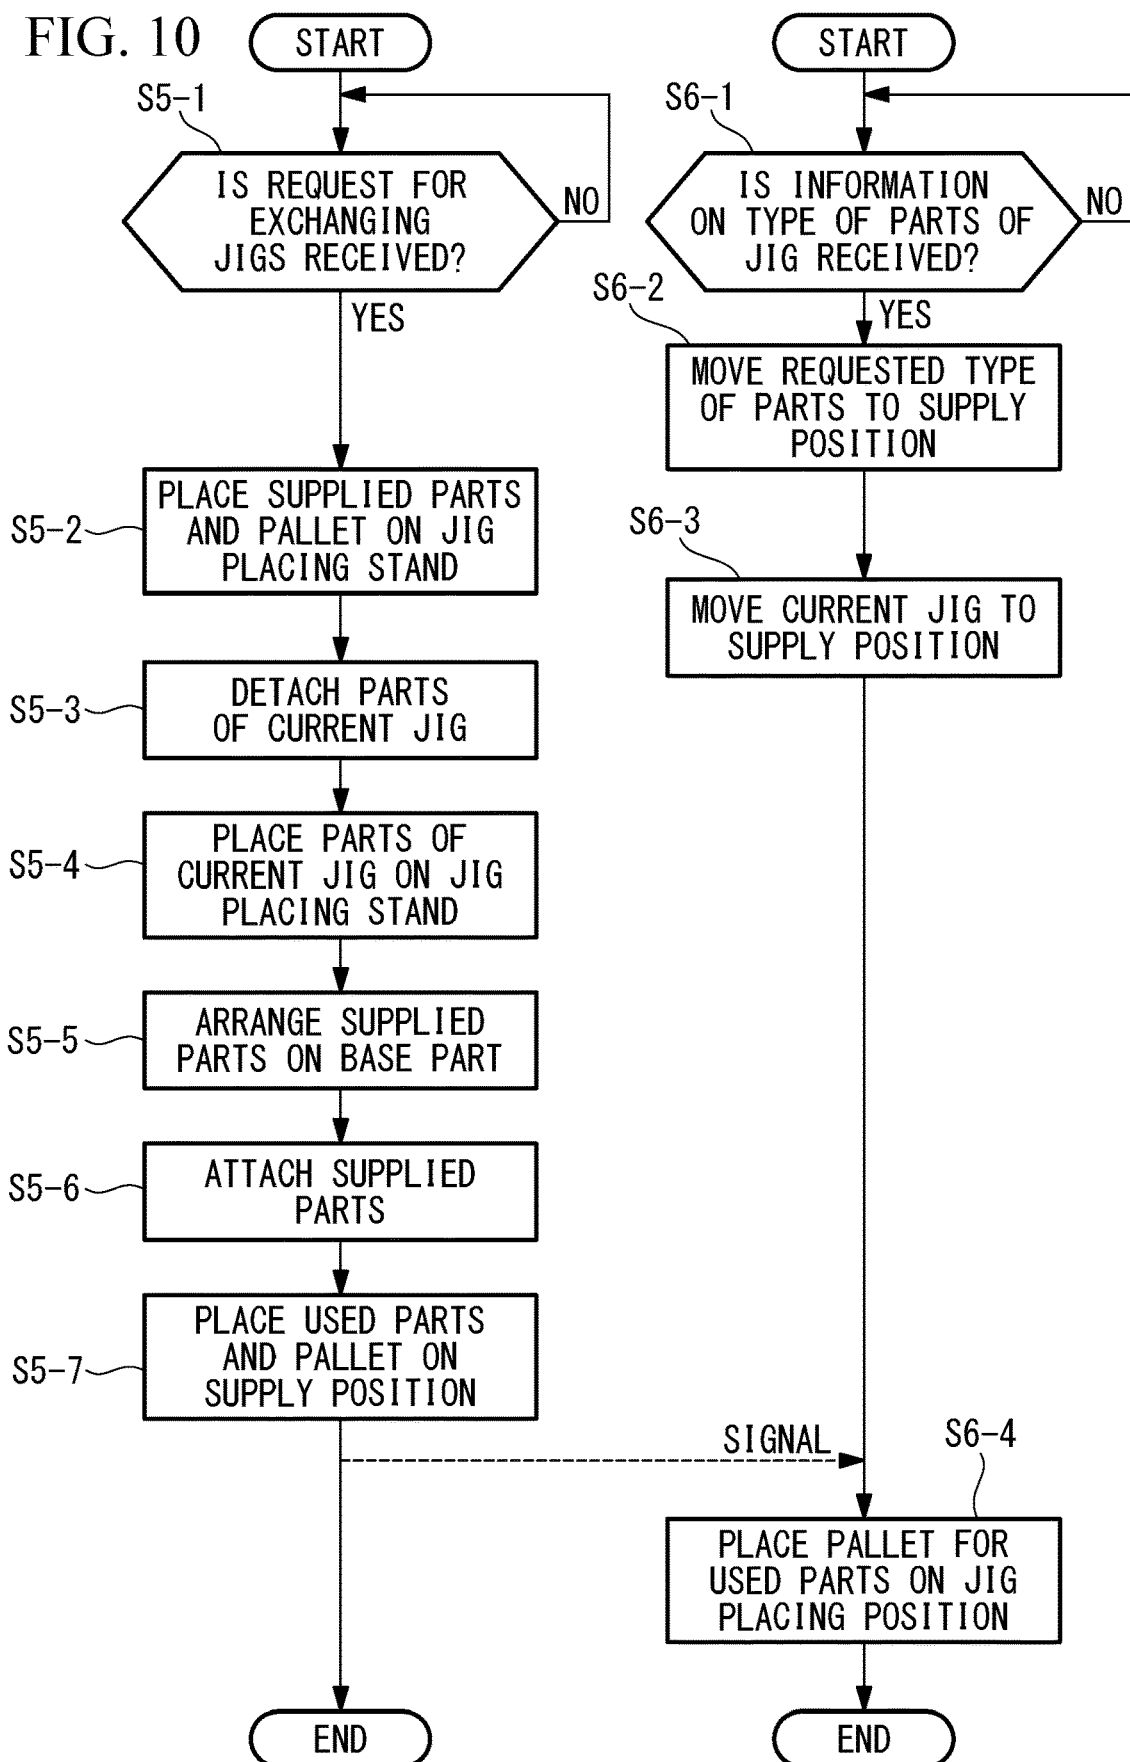 FIG. 10
START
S5-1
IS REQUEST FOR
EXCHANGING
JIGS RECEIVED?
NO
YES
S5-2
PLACE SUPPLIED PARTS
AND PALLET ON JIG
PLACING STAND
S5-3
DETACH PARTS
OF CURRENT JIG
S5-4
PLACE PARTS OF
CURRENT JIG ON JIG
PLACING STAND
S5-5
ARRANGE SUPPLIED
PARTS ON BASE PART
S5-6
ATTACH SUPPLIED
PARTS
S5-7
PLACE USED PARTS
AND PALLET ON
SUPPLY POSITION
SIGNAL
END
START
S6-1
IS INFORMATION
ON TYPE OF PARTS OF
JIG RECEIVED?
NO
YES
S6-2
MOVE REQUESTED TYPE
OF PARTS TO SUPPLY
POSITION
S6-3
MOVE CURRENT JIG TO
SUPPLY POSITION
S6-4
PLACE PALLET FOR
USED PARTS ON JIG
PLACING POSITION
END